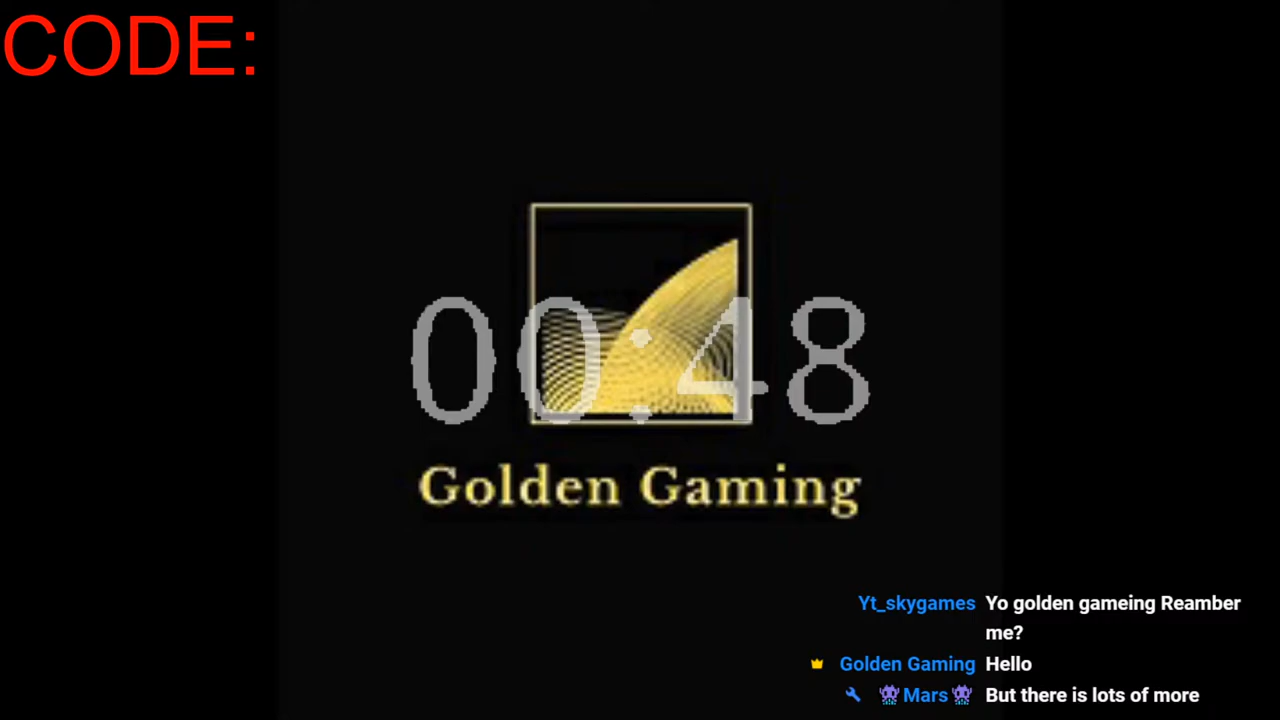 CODE:
00:48
Golden Gaming
Yt_skygames Yo golden gameing Reamber
me?
Golden Gaming Hello
👾Mars👾 But there is lots of more